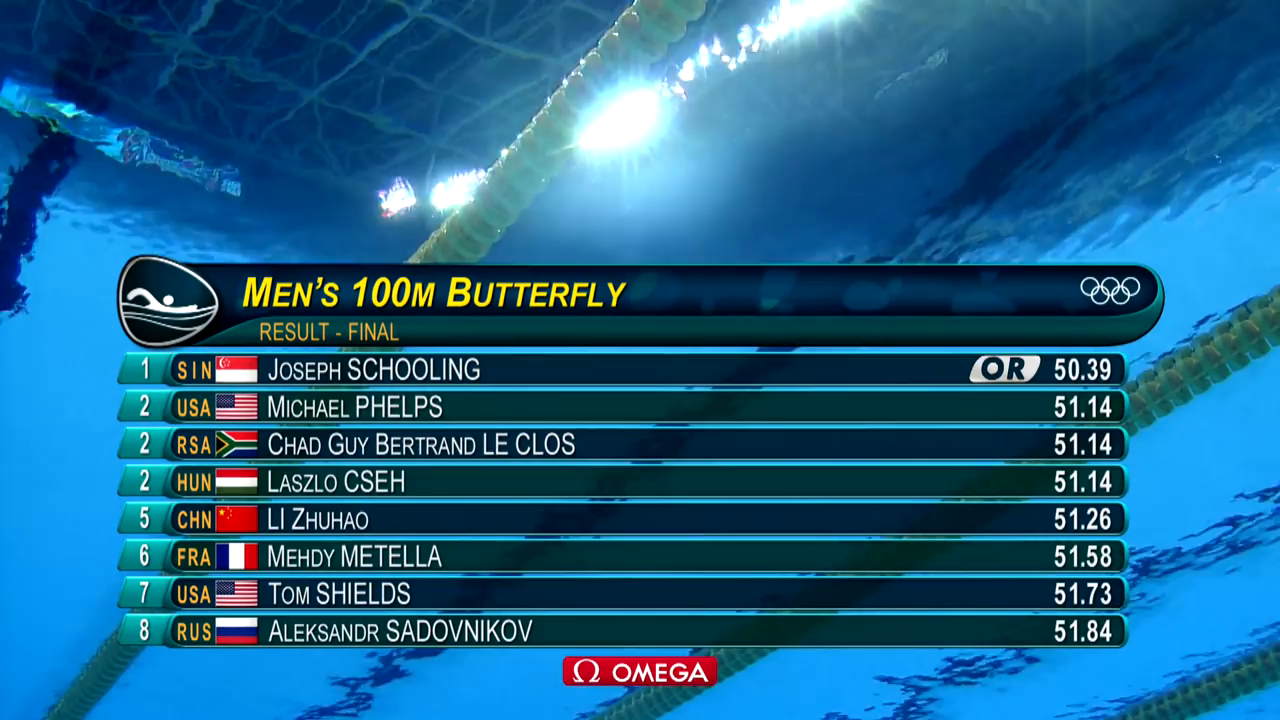 MEN'S 100M BUTTERFLY
RESULT - FINAL
1 SIN JOSEPH SCHOOLING OR 50.39
2 USA MICHAEL PHELPS 51.14
2 RSA CHAD GUY BERTRAND LE CLOS 51.14
2 HUN LASZLO CSEH 51.14
5 CHN LI ZHUHAO 51.26
6 FRA MEHDY METELLA 51.58
7 USA TOM SHIELDS 51.73
8 RUS ALEKSANDR SADOVNIKOV 51.84
Ω OMEGA